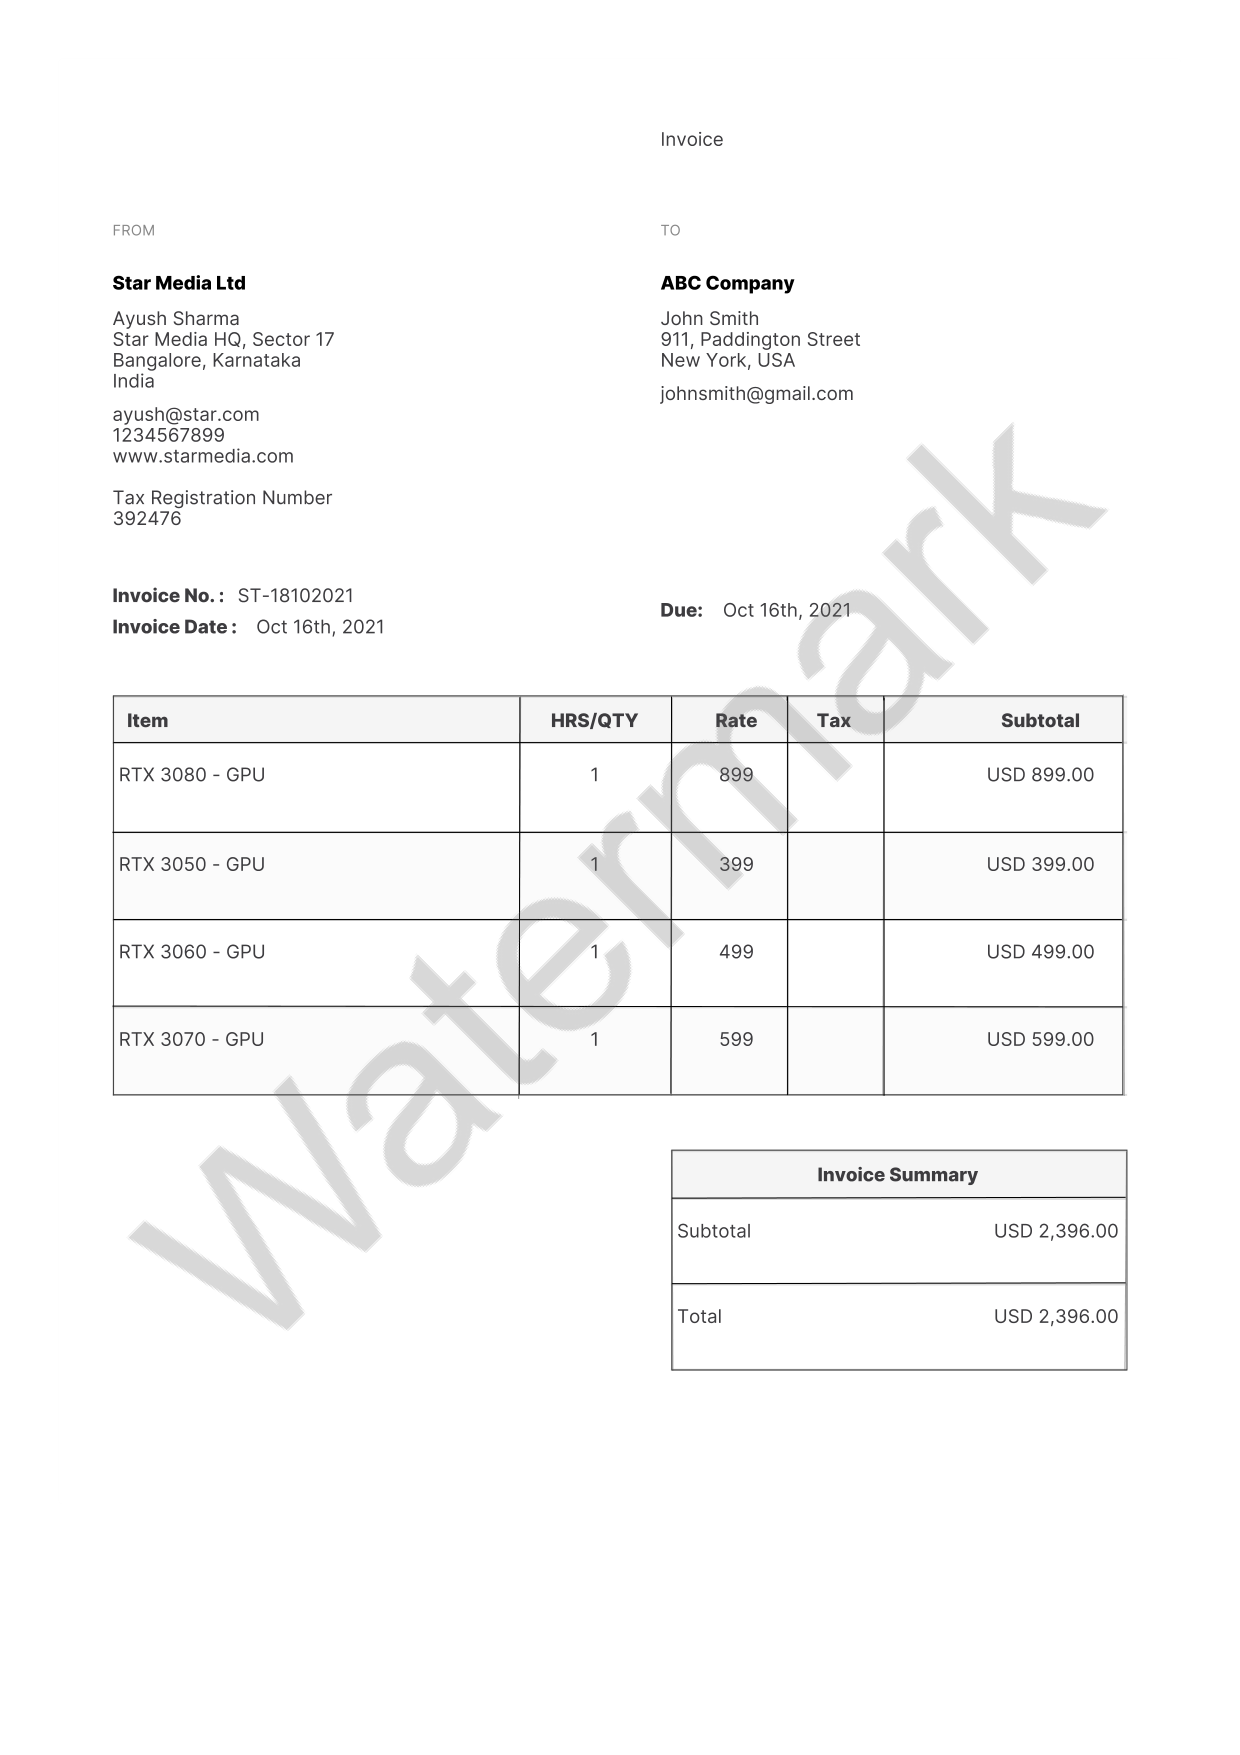 Invoice
FROM
TO
Star Media Ltd
Ayush Sharma
Star Media HQ, Sector 17
Bangalore, Karnataka
India
ayush@star.com
1234567899
www.starmedia.com
Tax Registration Number
392476
ABC Company
John Smith
911, Paddington Street
New York, USA
johnsmith@gmail.com
Invoice No. : ST-18102021
Invoice Date : Oct 16th, 2021
Due: Oct 16th, 2021
Item HRS/QTY Rate Tax Subtotal
RTX 3080 - GPU 1 899 USD 899.00
RTX 3050 - GPU 1 399 USD 399.00
RTX 3060 - GPU 1 499 USD 499.00
RTX 3070 - GPU 1 599 USD 599.00
Invoice Summary
Subtotal USD 2,396.00
Total USD 2,396.00
Watermark